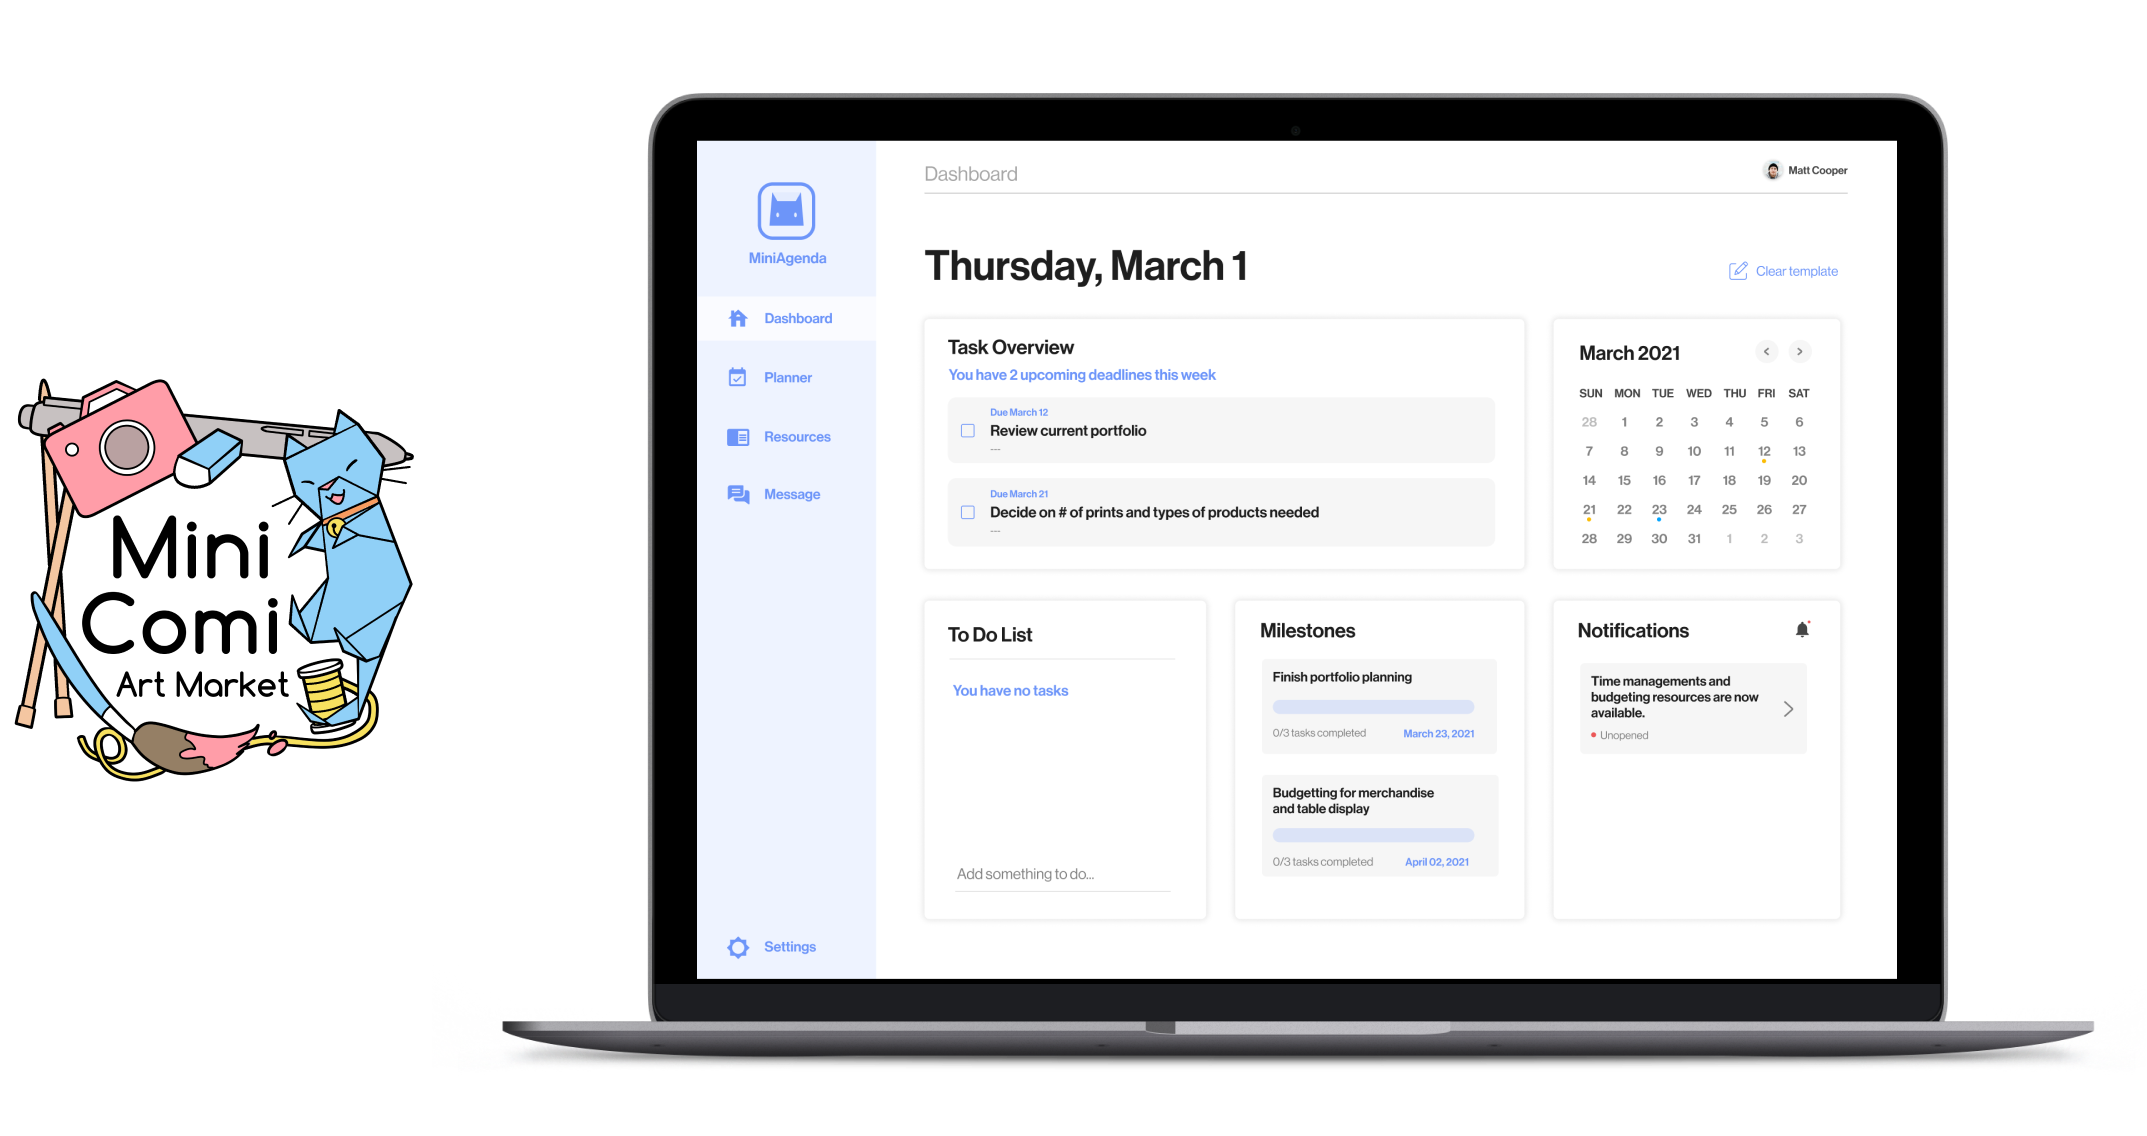 Mini
Comi
Art Market
MiniAgenda
Dashboard
Planner
Resources
Message
Settings
Dashboard
Matt Cooper
Thursday, March 1
Clear template
Task Overview
You have 2 upcoming deadlines this week
Due March 12
Review current portfolio
---
Due March 21
Decide on # of prints and types of products needed
---
March 2021
< >
SUN MON TUE WED THU FRI SAT
28 1 2 3 4 5 6
7 8 9 10 11 12 13
14 15 16 17 18 19 20
21 22 23 24 25 26 27
28 29 30 31 1 2 3
To Do List
You have no tasks
Add something to do...
Milestones
Finish portfolio planning
0/3 tasks completed March 23, 2021
Budgetting for merchandise
and table display
0/3 tasks completed April 02, 2021
Notifications
Time managements and
budgeting resources are now
available.
Unopened